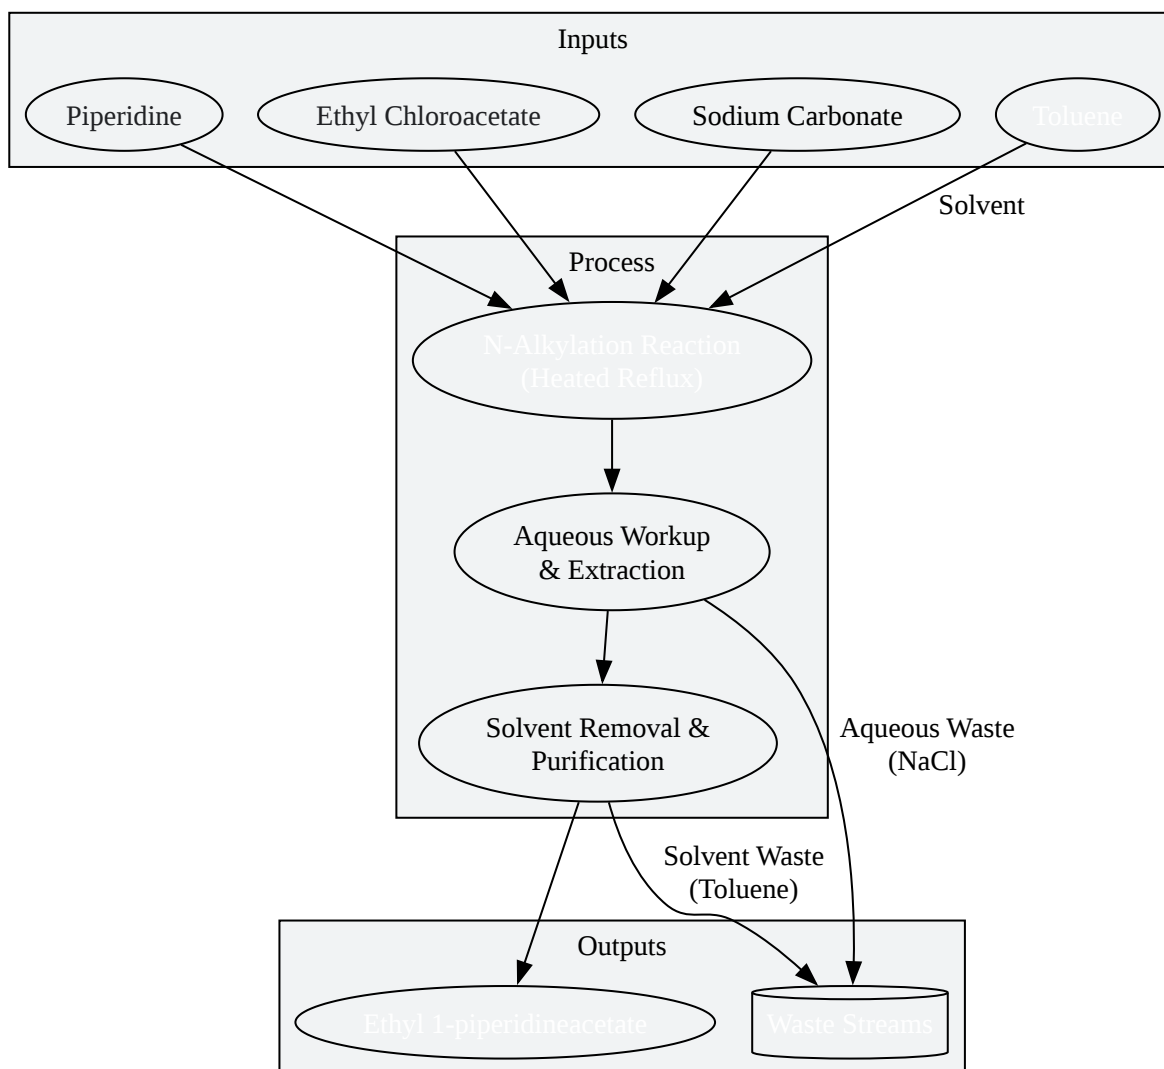 Inputs
Piperidine
Ethyl Chloroacetate
Sodium Carbonate
Toluene
Solvent
Process
N-Alkylation Reaction
(Heated Reflux)
Aqueous Workup
& Extraction
Solvent Removal &
Purification
Aqueous Waste
(NaCl)
Solvent Waste
(Toluene)
Outputs
Ethyl 1-piperidineacetate
Waste Streams